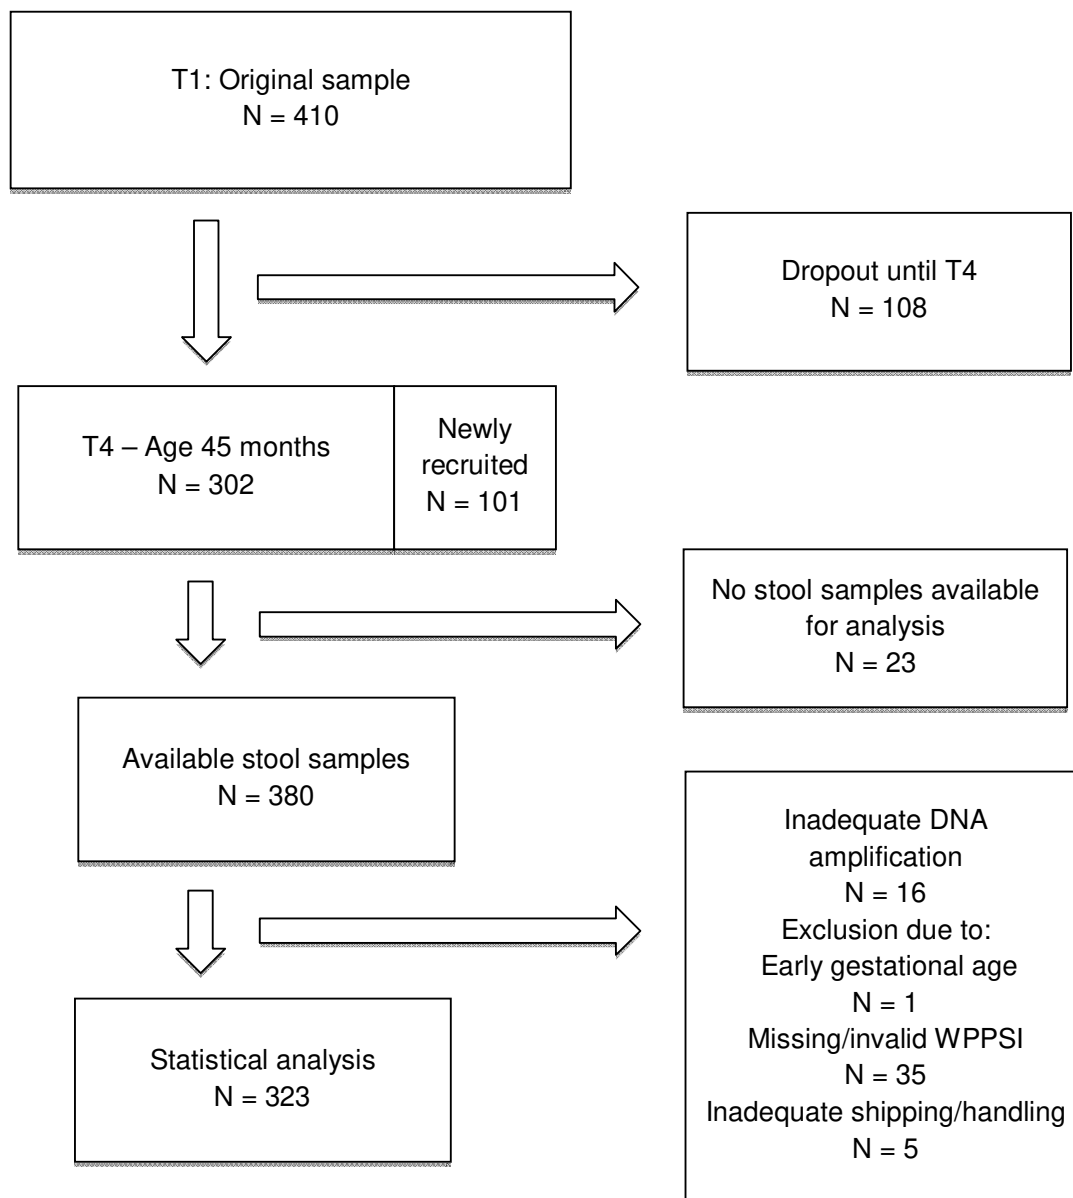 T1: Original sample
N = 410
Dropout until T4
N = 108
T4 – Age 45 months
N = 302
Newly
recruited
N = 101
No stool samples available
for analysis
N = 23
Available stool samples
N = 380
Inadequate DNA
amplification
N = 16
Exclusion due to:
Early gestational age
N = 1
Missing/invalid WPPSI
N = 35
Inadequate shipping/handling
N = 5
Statistical analysis
N = 323